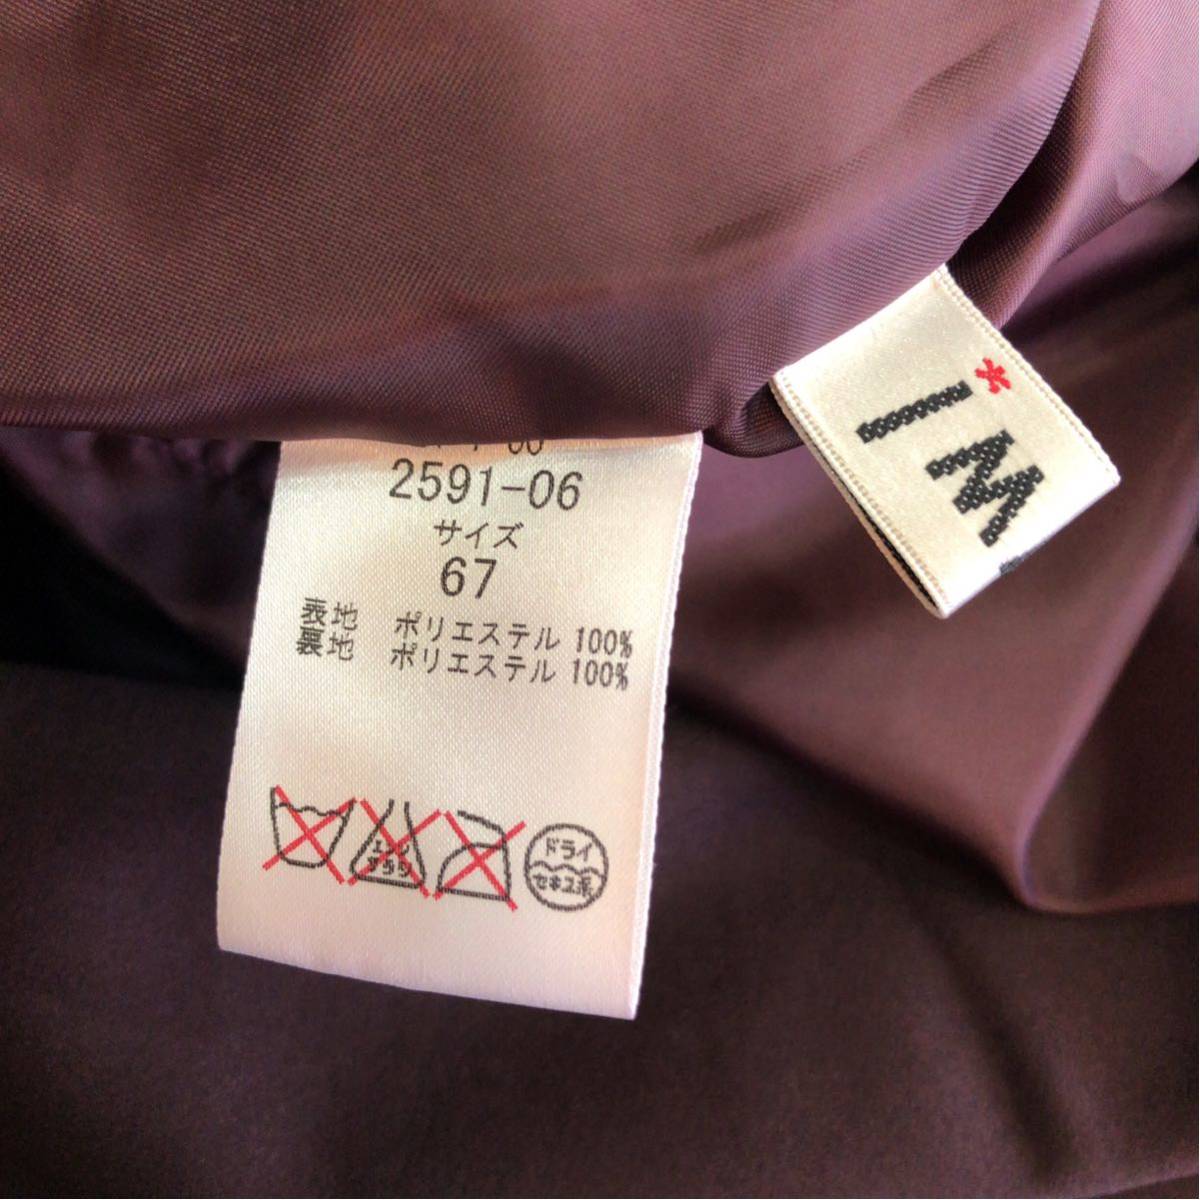 2591-06
サイズ
67
表地 ポリエステル 100%
裏地 ポリエステル 100%
エンソ
サラシ
ドライ
セキユ系
iM